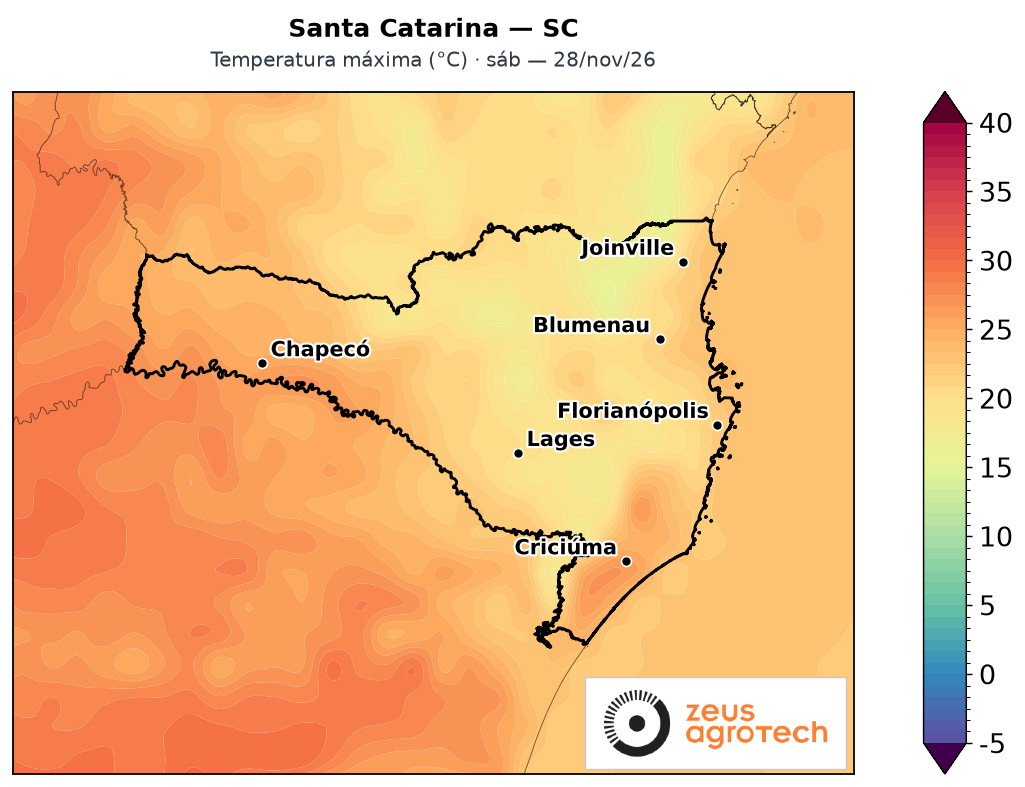 Santa Catarina — SC
Temperatura máxima (°C) · sáb — 28/nov/26
Joinville
Blumenau
Chapecó
Florianópolis
Lages
Criciúma
40
35
30
25
20
15
10
5
0
-5
zeus
agrotech